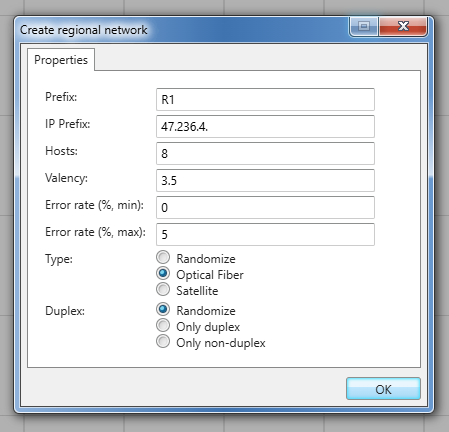 Create regional network
Properties
Prefix: R1
IP Prefix: 47.236.4.
Hosts: 8
Valency: 3.5
Error rate (%, min): 0
Error rate (%, max): 5
Type: Randomize
Optical Fiber
Satellite
Duplex: Randomize
Only duplex
Only non-duplex
OK